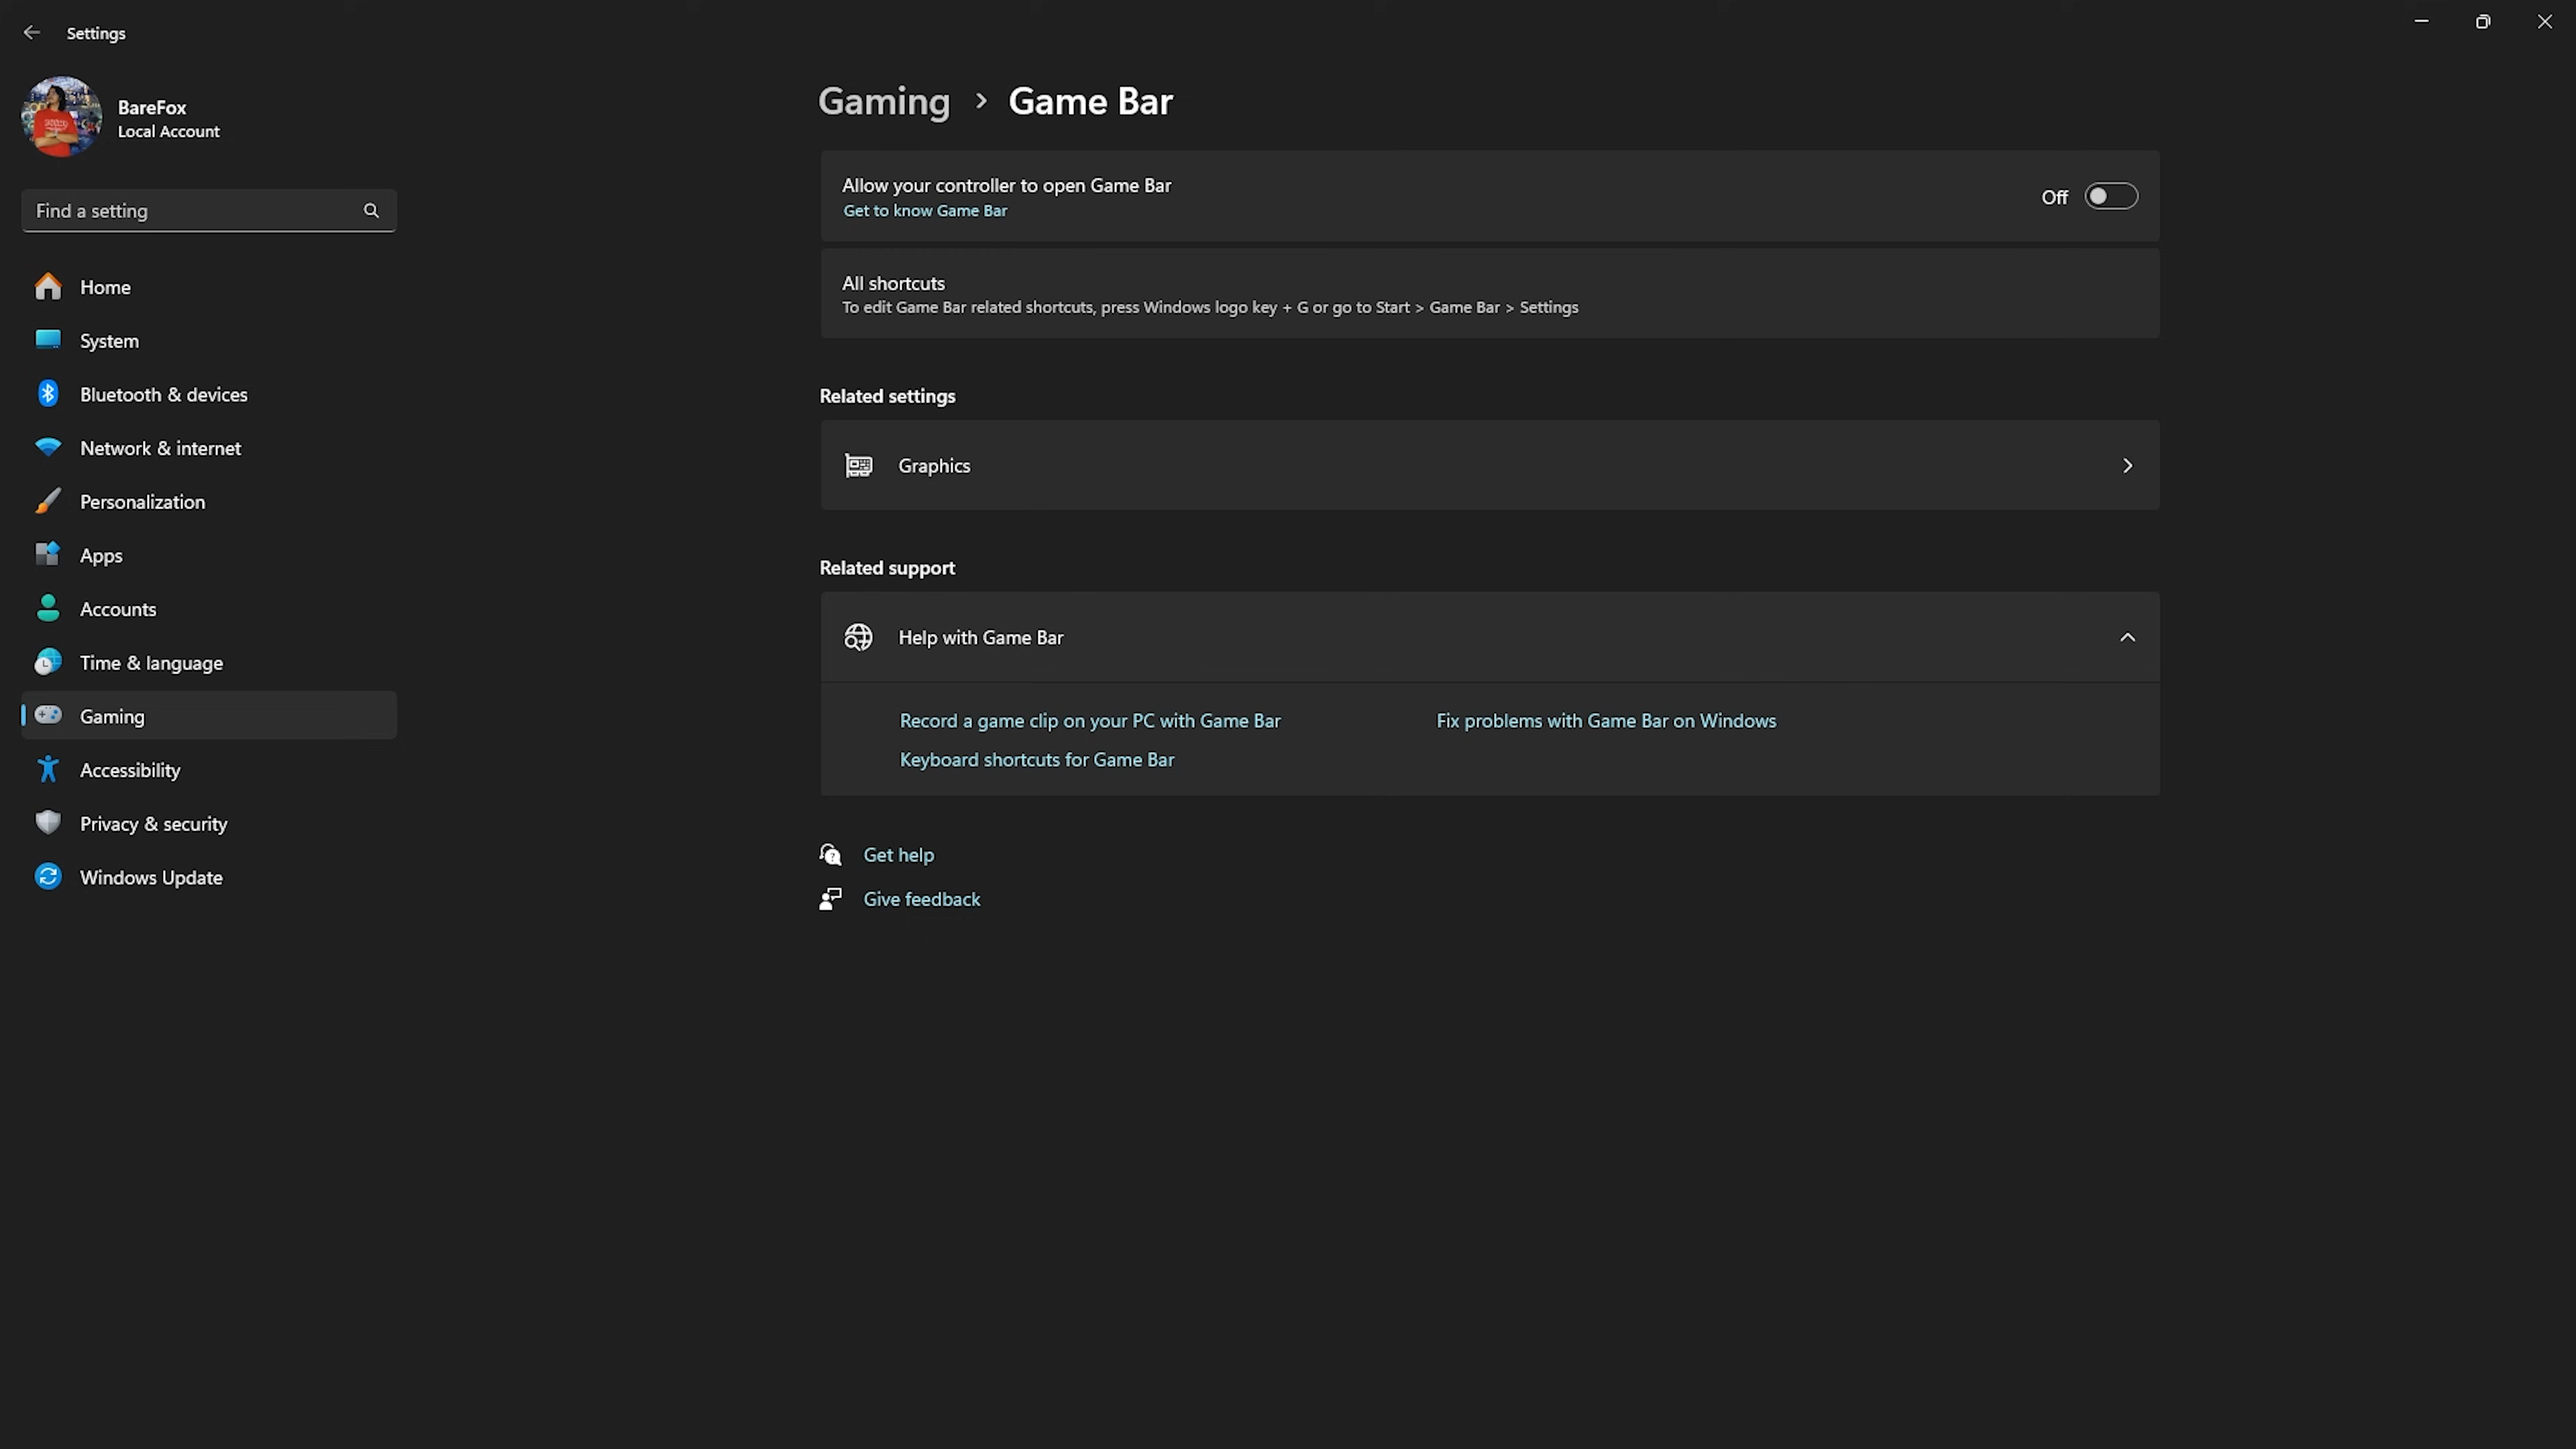 Settings
BareFox
Local Account
Find a setting
Home
System
Bluetooth & devices
Network & internet
Personalization
Apps
Accounts
Time & language
Gaming
Accessibility
Privacy & security
Windows Update
Gaming > Game Bar
Allow your controller to open Game Bar
Get to know Game Bar
Off
All shortcuts
To edit Game Bar related shortcuts, press Windows logo key + G or go to Start > Game Bar > Settings
Related settings
Graphics
Related support
Help with Game Bar
Record a game clip on your PC with Game Bar
Fix problems with Game Bar on Windows
Keyboard shortcuts for Game Bar
Get help
Give feedback